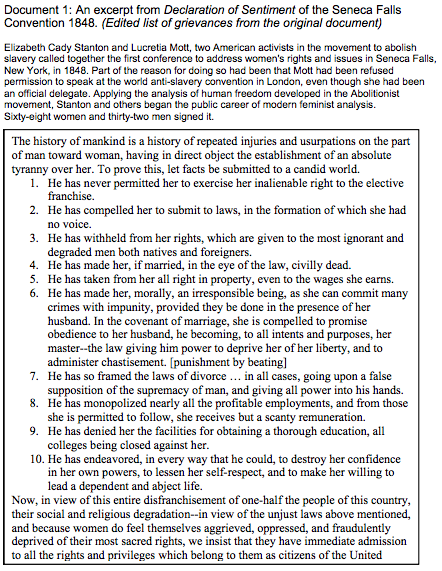 Document 1: An excerpt from Declaration of Sentiment of the Seneca Falls
Convention 1848. (Edited list of grievances from the original document)
Elizabeth Cady Stanton and Lucretia Mott, two American activists in the movement to abolish
slavery called together the first conference to address women's rights and issues in Seneca Falls,
New York, in 1848. Part of the reason for doing so had been that Mott had been refused
permission to speak at the world anti-slavery convention in London, even though she had been
an official delegate. Applying the analysis of human freedom developed in the Abolitionist
movement, Stanton and others began the public career of modern feminist analysis.
Sixty-eight women and thirty-two men signed it.
The history of mankind is a history of repeated injuries and usurpations on the part
of man toward woman, having in direct object the establishment of an absolute
tyranny over her. To prove this, let facts be submitted to a candid world.
1. He has never permitted her to exercise her inalienable right to the elective
franchise.
2. He has compelled her to submit to laws, in the formation of which she had
no voice.
3. He has withheld from her rights, which are given to the most ignorant and
degraded men both natives and foreigners.
4. He has made her, if married, in the eye of the law, civilly dead.
5. He has taken from her all right in property, even to the wages she earns.
6. He has made her, morally, an irresponsible being, as she can commit many
crimes with impunity, provided they be done in the presence of her
husband. In the covenant of marriage, she is compelled to promise
obedience to her husband, he becoming, to all intents and purposes, her
master--the law giving him power to deprive her of her liberty, and to
administer chastisement. [punishment by beating]
7. He has so framed the laws of divorce … in all cases, going upon a false
supposition of the supremacy of man, and giving all power into his hands.
8. He has monopolized nearly all the profitable employments, and from those
she is permitted to follow, she receives but a scanty remuneration.
9. He has denied her the facilities for obtaining a thorough education, all
colleges being closed against her.
10. He has endeavored, in every way that he could, to destroy her confidence
in her own powers, to lessen her self-respect, and to make her willing to
lead a dependent and abject life.
Now, in view of this entire disfranchisement of one-half the people of this country,
their social and religious degradation--in view of the unjust laws above mentioned,
and because women do feel themselves aggrieved, oppressed, and fraudulently
deprived of their most sacred rights, we insist that they have immediate admission
to all the rights and privileges which belong to them as citizens of the United